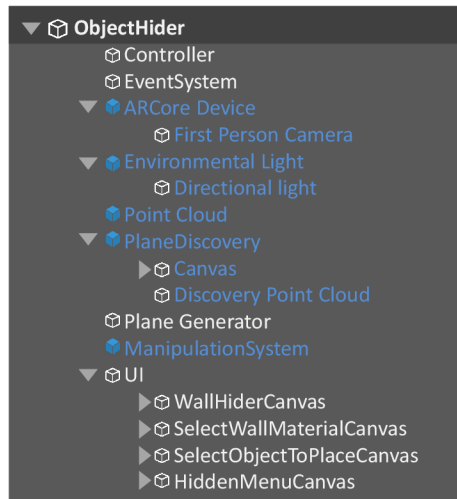 ObjectHider
Controller
EventSystem
ARCore Device
First Person Camera
Environmental Light
Directional light
Point Cloud
PlaneDiscovery
Canvas
Discovery Point Cloud
Plane Generator
ManipulationSystem
UI
WallHiderCanvas
SelectWallMaterialCanvas
SelectObjectToPlaceCanvas
HiddenMenuCanvas